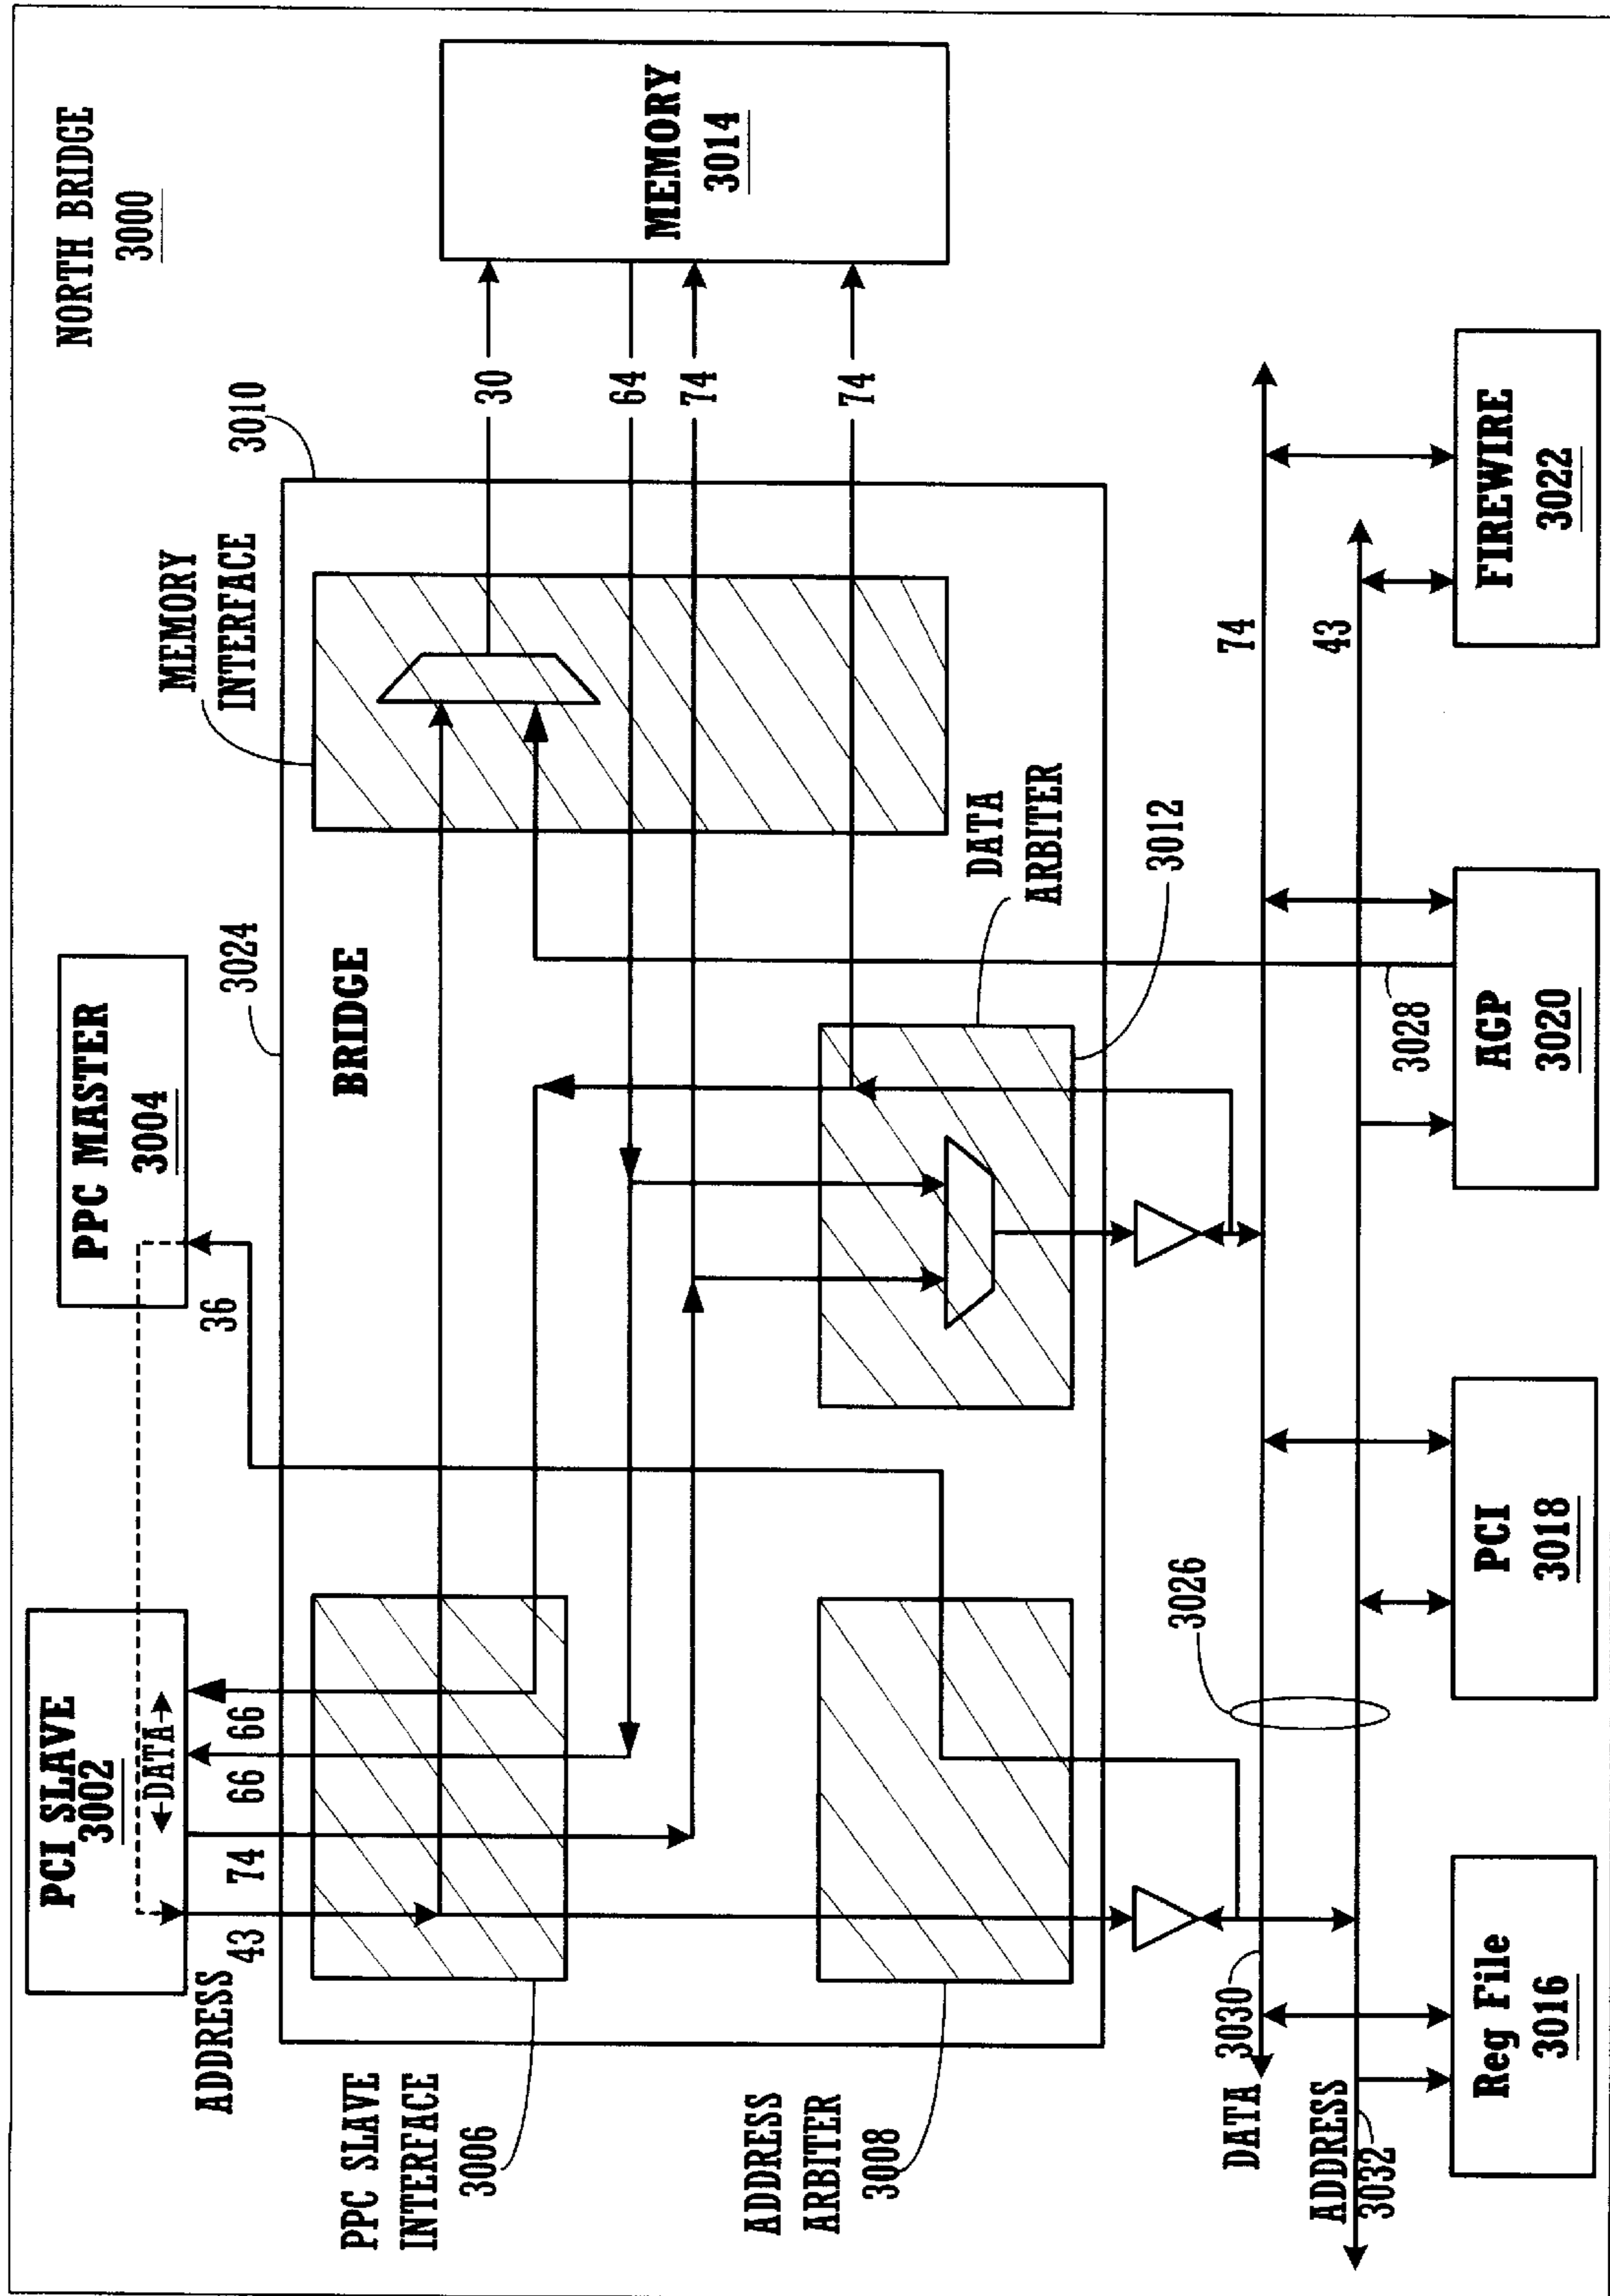 NORTH BRIDGE
3000
PCI SLAVE
3002
DATA
PPC MASTER
3004
ADDRESS
43
74
66
66
36
3024
BRIDGE
MEMORY
INTERFACE
3010
PPC SLAVE
INTERFACE
3006
ADDRESS
ARBITER
3008
DATA
ARBITER
3012
30
64
74
74
MEMORY
3014
DATA
3030
ADDRESS
3032
3026
3028
74
43
Reg File
3016
PCI
3018
AGP
3020
FIREWIRE
3022